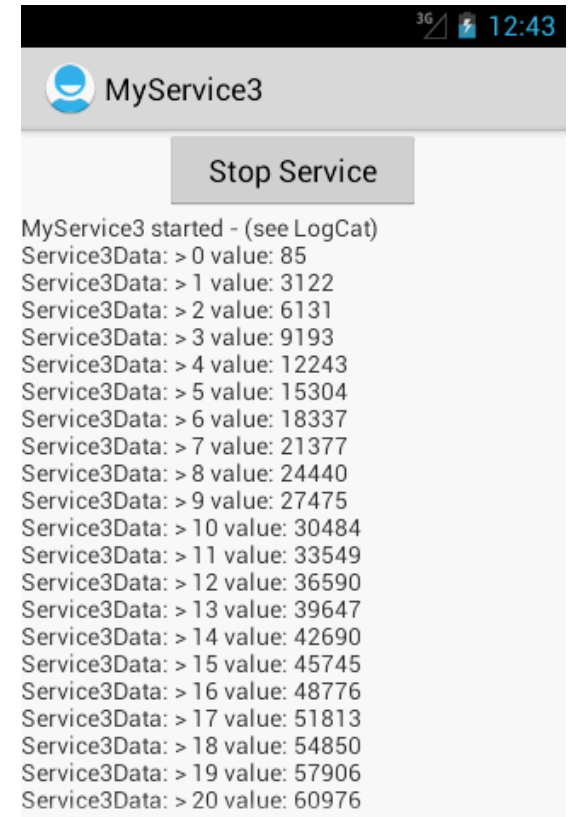 3G 12:43
MyService3
Stop Service
MyService3 started - (see LogCat)
Service3Data: > 0 value: 85
Service3Data: > 1 value: 3122
Service3Data: > 2 value: 6131
Service3Data: > 3 value: 9193
Service3Data: > 4 value: 12243
Service3Data: > 5 value: 15304
Service3Data: > 6 value: 18337
Service3Data: > 7 value: 21377
Service3Data: > 8 value: 24440
Service3Data: > 9 value: 27475
Service3Data: > 10 value: 30484
Service3Data: > 11 value: 33549
Service3Data: > 12 value: 36590
Service3Data: > 13 value: 39647
Service3Data: > 14 value: 42690
Service3Data: > 15 value: 45745
Service3Data: > 16 value: 48776
Service3Data: > 17 value: 51813
Service3Data: > 18 value: 54850
Service3Data: > 19 value: 57906
Service3Data: > 20 value: 60976